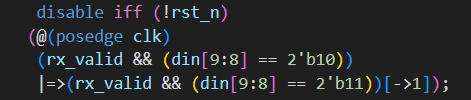 disable iff (!rst_n)
(@(posedge clk)
(rx_valid && (din[9:8] == 2'b10))
|=>(rx_valid && (din[9:8] == 2'b11))[->1]);